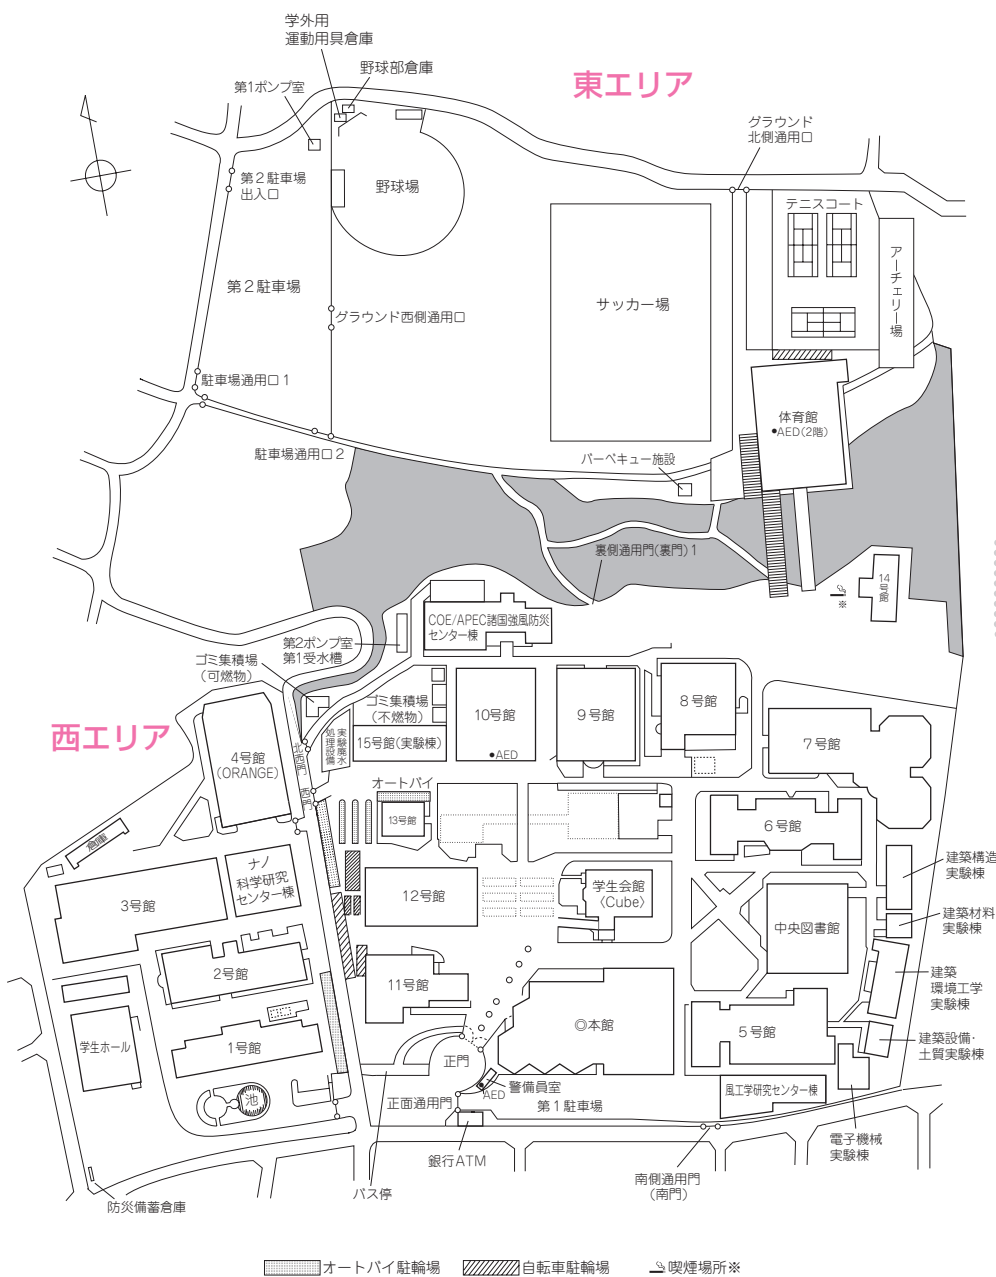 学外用
運動用具倉庫
野球部倉庫
東エリア
第1ポンプ室
グラウンド
北側通用口
第2駐車場
出入口
野球場
テニスコート
アーチェリー場
第2駐車場
グラウンド西側通用口
サッカー場
駐車場通用口1
体育館
•AED(2階)
駐車場通用口2
バーベキュー施設
裏側通用門(裏門)1
14号館
※
COE/APEC諸国強風防災
センター棟
第2ポンプ室
第1受水槽
ゴミ集積場
(可燃物)
ゴミ集積場
(不燃物)
西エリア
4号館
(ORANGE)
北西門
実験廃水
処理設備
15号館(実験棟)
10号館
•AED
9号館
8号館
7号館
西門
オートバイ
13号館
6号館
倉庫
ナノ
科学研究
センター棟
3号館
12号館
学生会館
〈Cube〉
中央図書館
建築構造
実験棟
建築材料
実験棟
2号館
11号館
◎本館
5号館
建築
環境工学
実験棟
建築設備・
土質実験棟
学生ホール
1号館
正門
警備員室
AED
池
正面通用門
第1駐車場
風工学研究センター棟
電子機械
実験棟
銀行ATM
バス停
南側通用門
(南門)
防災備蓄倉庫
オートバイ駐輪場
自転車駐輪場
喫煙場所※